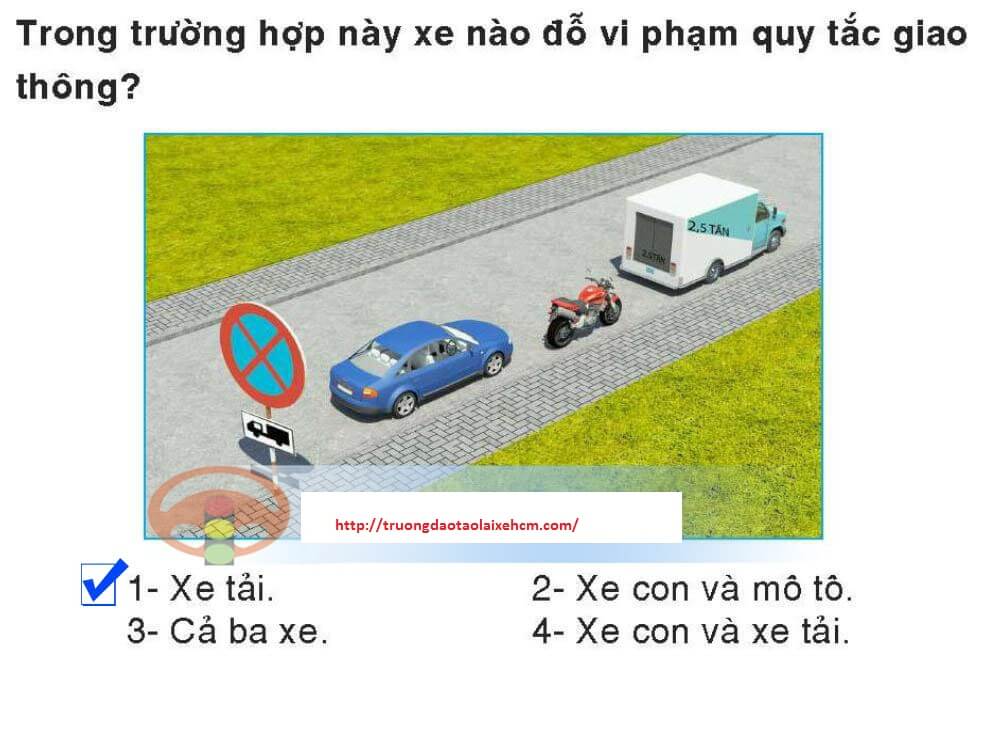 Trong trường hợp này xe nào đỗ vi phạm quy tắc giao
thông?
2,5 TẤN
2,5TẤN
http://truongdaotaolaixehcm.com/
1- Xe tải.
2- Xe con và mô tô.
3- Cả ba xe.
4- Xe con và xe tải.